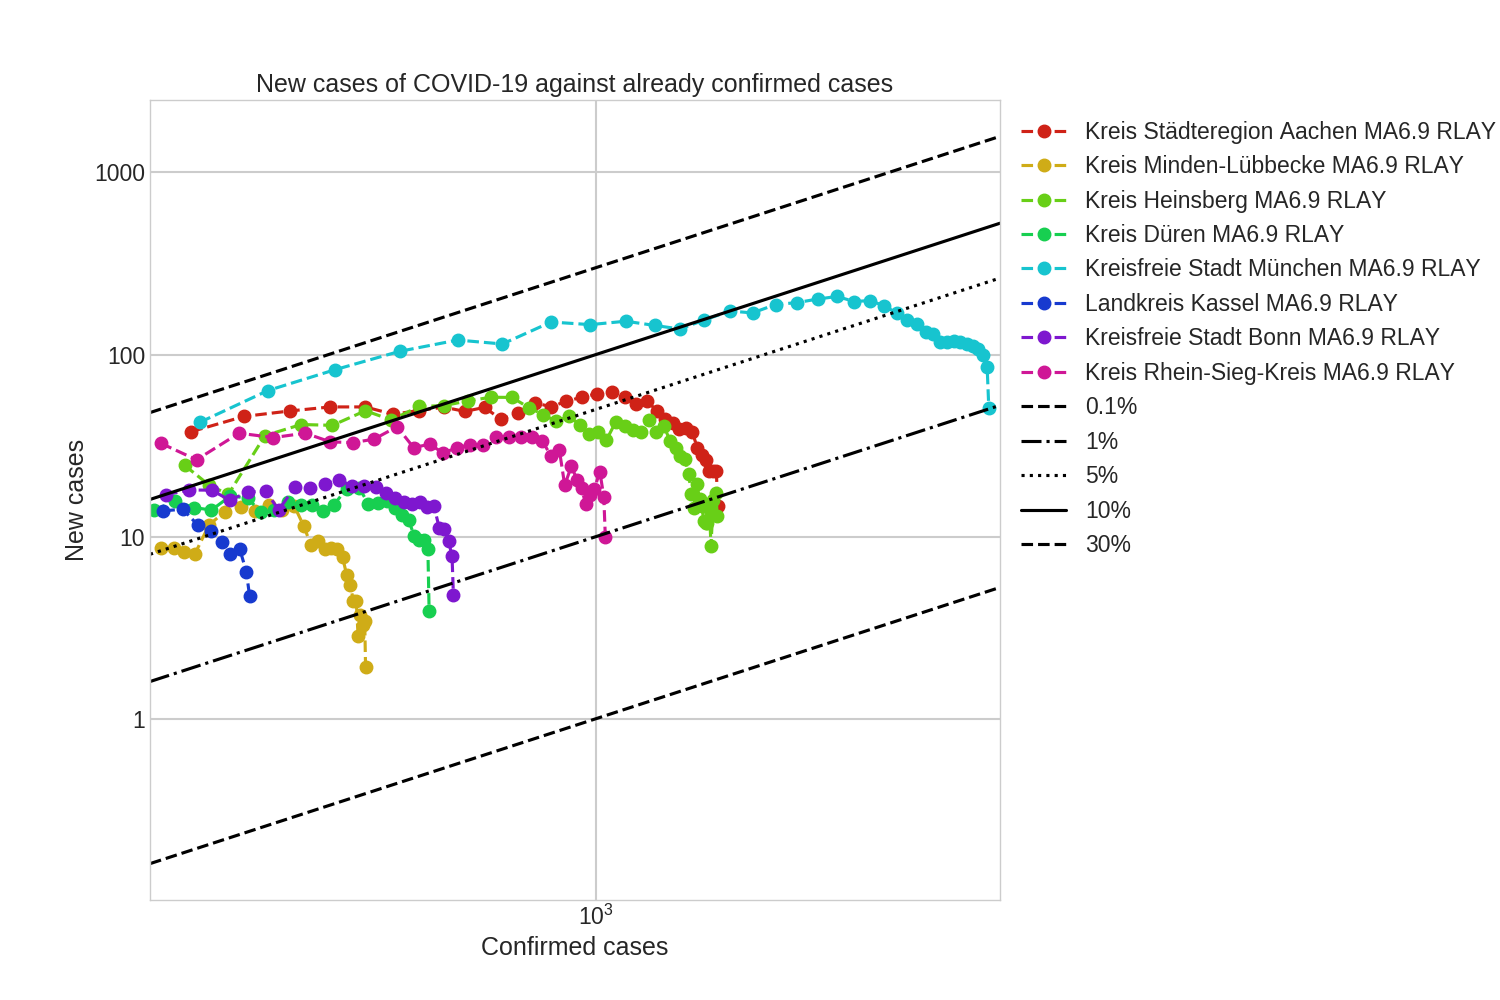 New cases of COVID-19 against already confirmed cases
Kreis Städteregion Aachen MA6.9 RLAY
Kreis Minden-Lübbecke MA6.9 RLAY
Kreis Heinsberg MA6.9 RLAY
Kreis Düren MA6.9 RLAY
Kreisfreie Stadt München MA6.9 RLAY
Landkreis Kassel MA6.9 RLAY
Kreisfreie Stadt Bonn MA6.9 RLAY
Kreis Rhein-Sieg-Kreis MA6.9 RLAY
0.1%
1%
5%
10%
30%
1000
100
10
1
New cases
10³
Confirmed cases